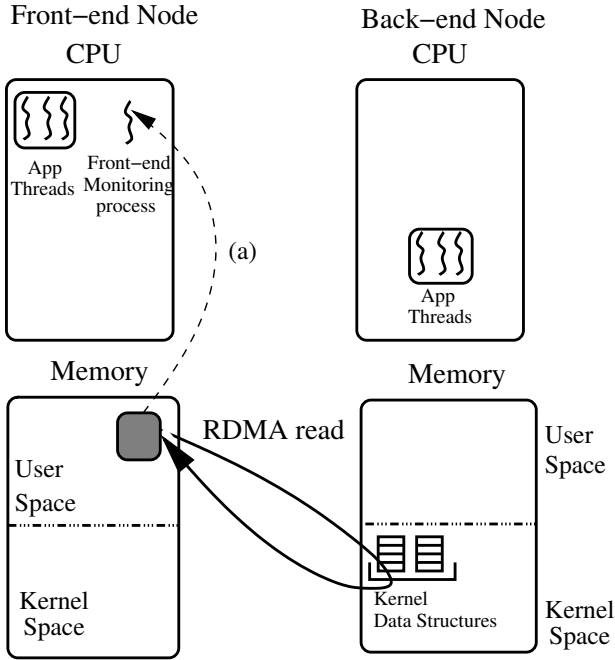 Front−end Node
CPU
App
Threads
Front−end
Monitoring
process
(a)
Memory
User
Space
Kernel
Space
RDMA read
Back−end Node
CPU
App
Threads
Memory
User
Space
Kernel
Data Structures
Kernel
Space